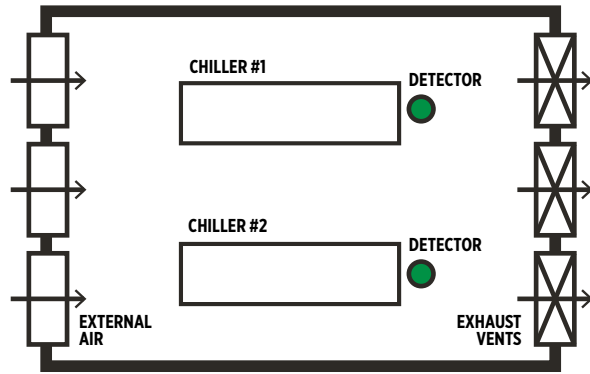 CHILLER #1
DETECTOR
CHILLER #2
DETECTOR
EXTERNAL
AIR
EXHAUST
VENTS